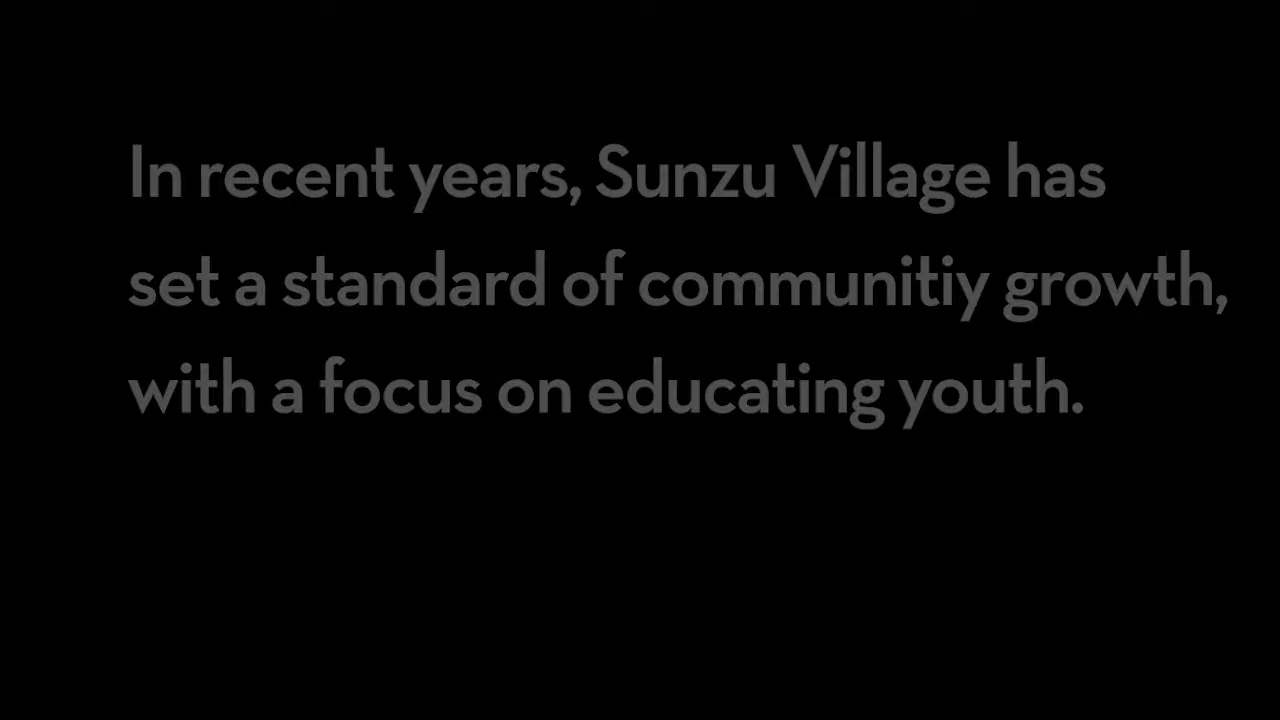 In recent years, Sunzu Village has
set a standard of communitiy growth,
with a focus on educating youth.